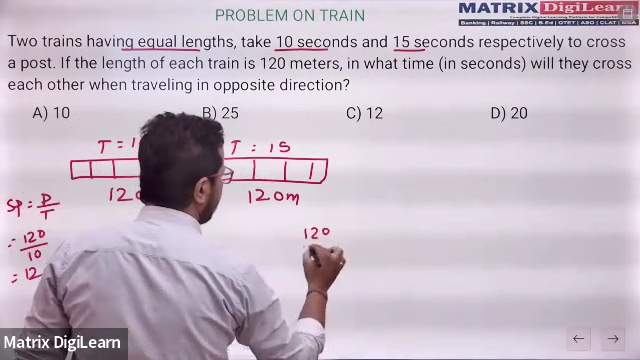 PROBLEM ON TRAIN
MATRIX DigiLearn
Two trains having equal lengths, take 10 seconds and 15 seconds respectively to cross
a post. If the length of each train is 120 meters, in what time (in seconds) will they cross
each other when traveling in opposite direction?
A) 10 B) 25 C) 12 D) 20
T = 1 T = 15
120m
SP = D/T
= 120/10
= 12
120
Matrix DigiLearn